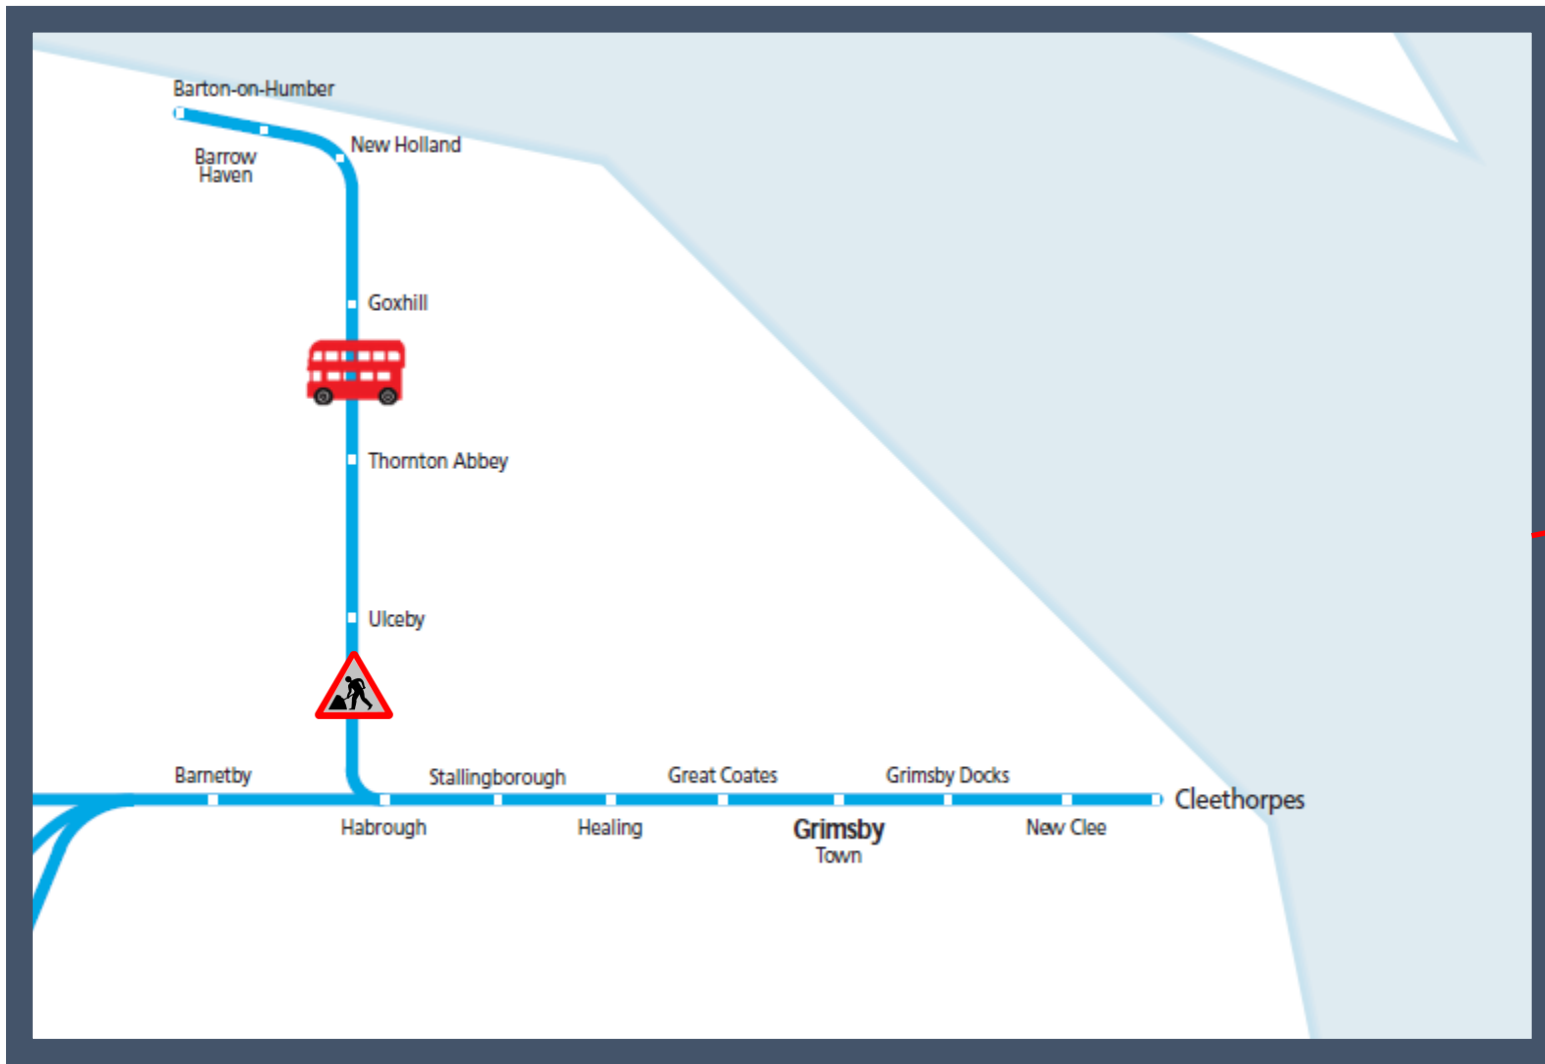 Barton-on-Humber
Barrow
Haven
New Holland
Goxhill
Thornton Abbey
Ulceby
Barnetby
Stallingborough
Great Coates
Grimsby Docks
Cleethorpes
Habrough
Healing
Grimsby
Town
New Clee